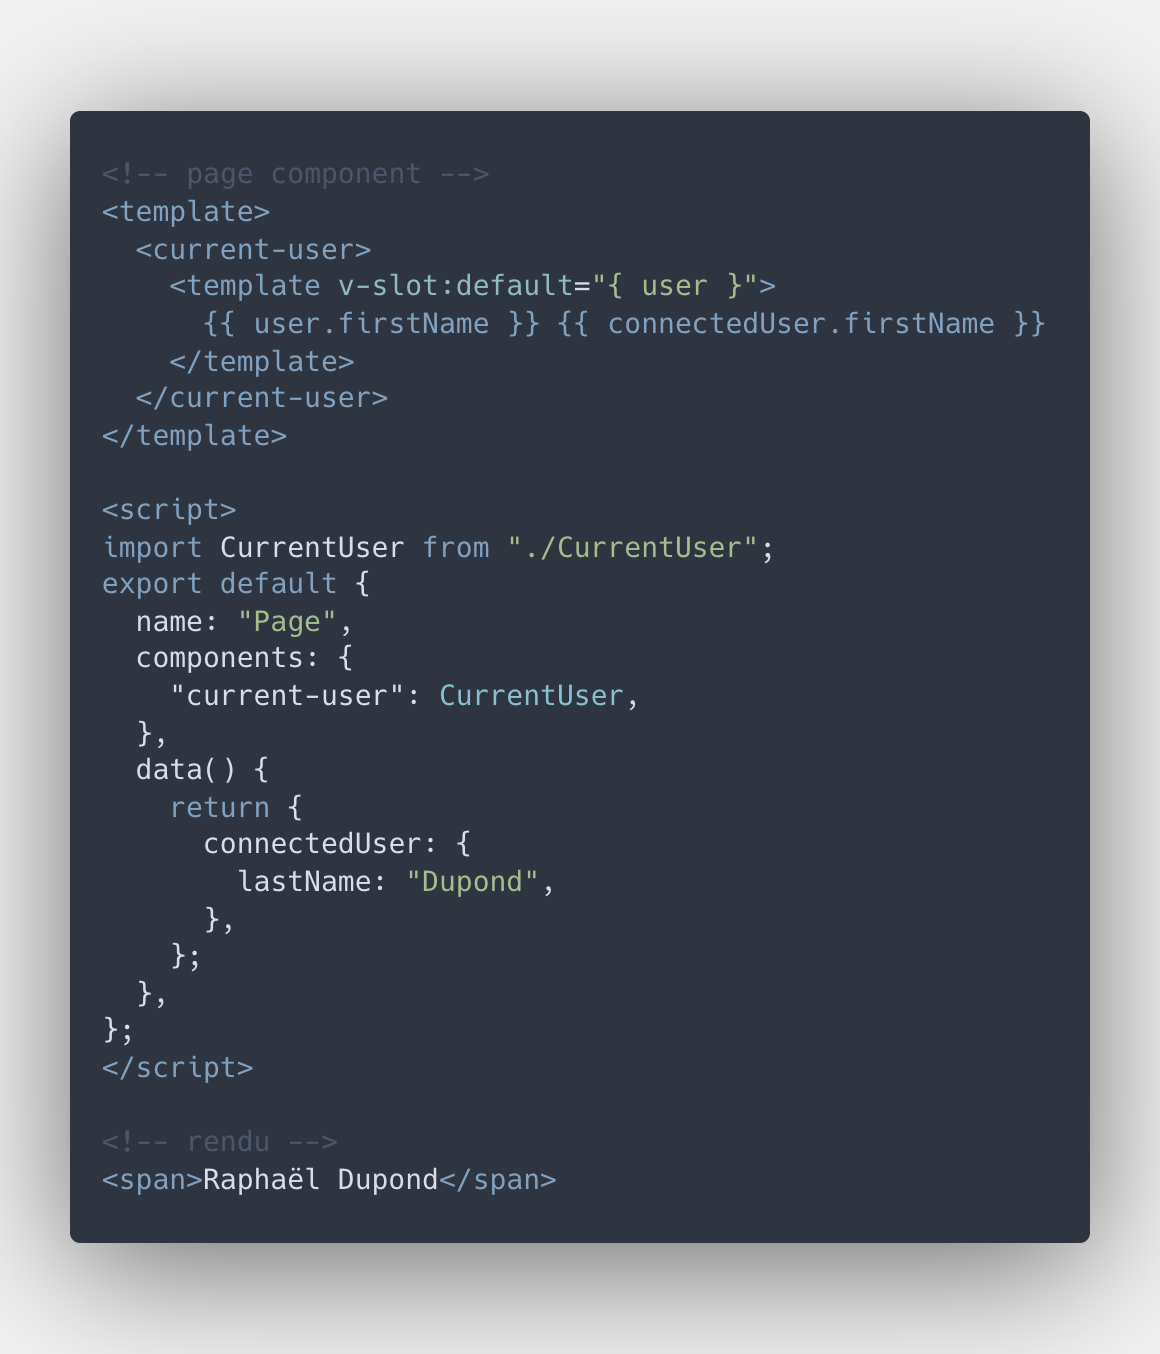 <!-- page component -->
<template>
  <current-user>
    <template v-slot:default="{ user }">
      {{ user.firstName }} {{ connectedUser.firstName }}
    </template>
  </current-user>
</template>

<script>
import CurrentUser from "./CurrentUser";
export default {
  name: "Page",
  components: {
    "current-user": CurrentUser,
  },
  data() {
    return {
      connectedUser: {
        lastName: "Dupond",
      },
    };
  },
};
</script>

<!-- rendu -->
<span>Raphaël Dupond</span>